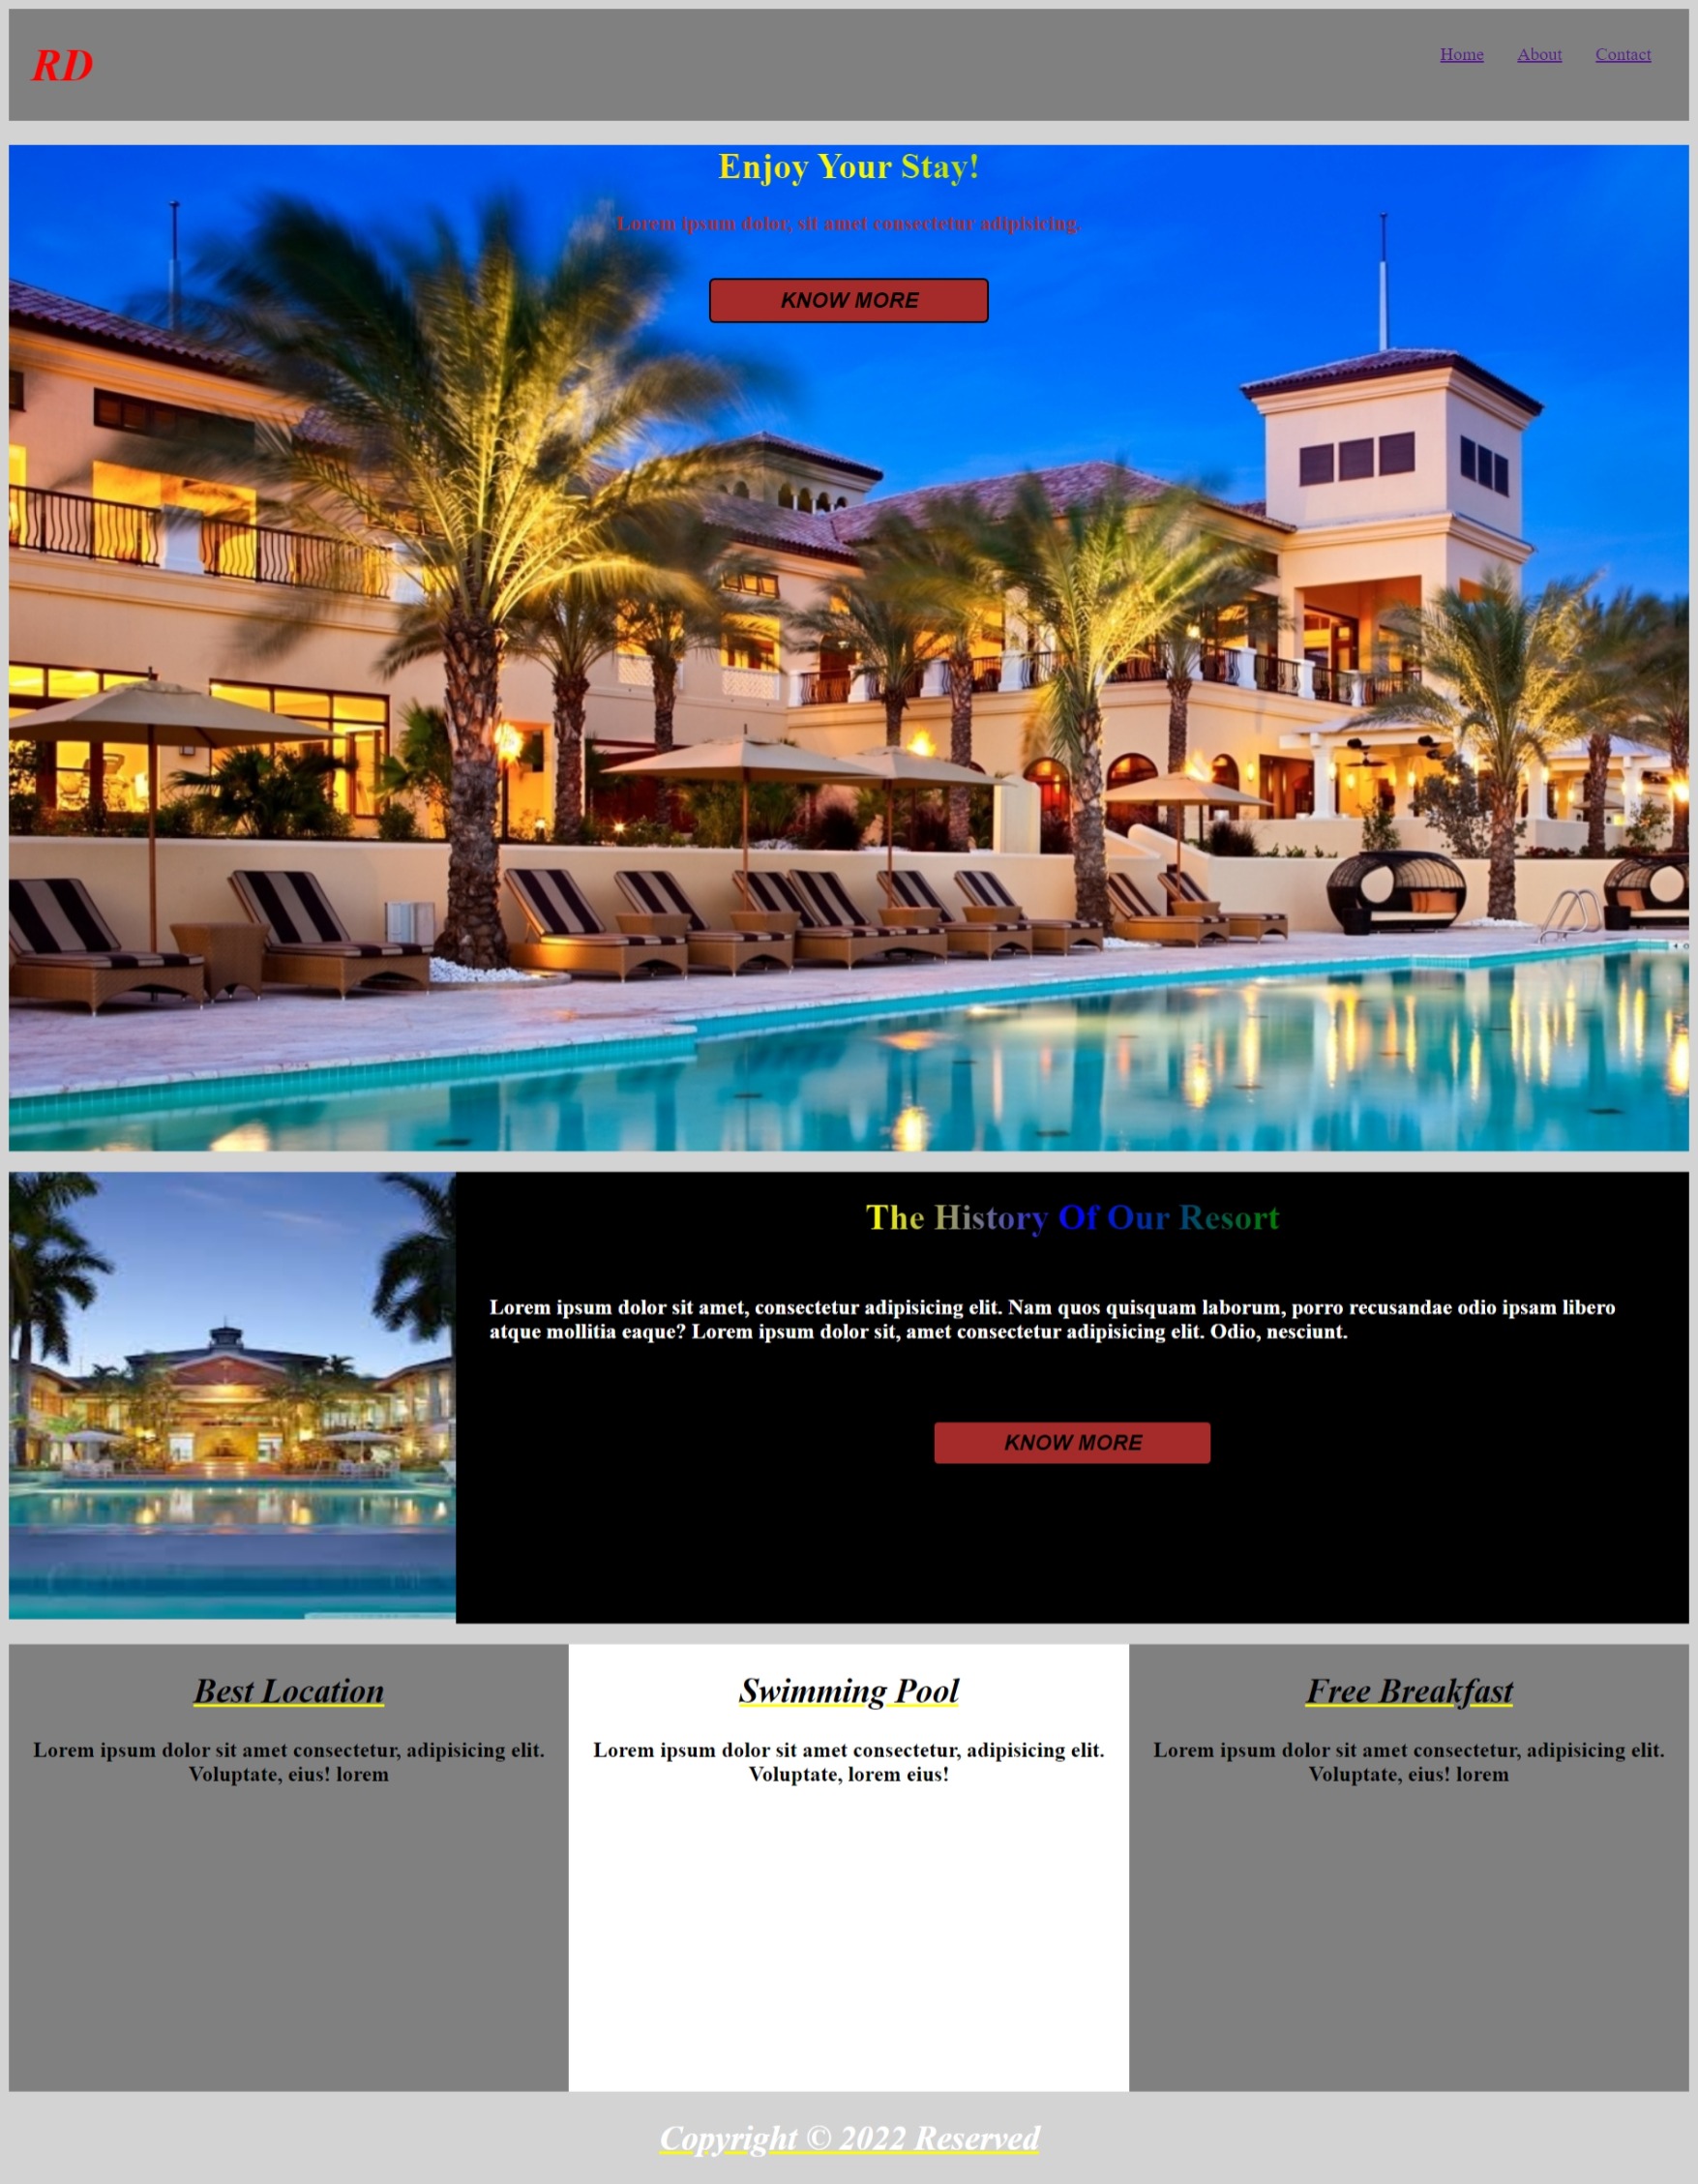 RD
Home About Contact
Enjoy Your Stay!
Lorem ipsum dolor, sit amet consectetur adipisicing.
KNOW MORE
The History Of Our Resort
Lorem ipsum dolor sit amet, consectetur adipisicing elit. Nam quos quisquam laborum, porro recusandae odio ipsam libero
atque mollitia eaque? Lorem ipsum dolor sit, amet consectetur adipisicing elit. Odio, nesciunt.
KNOW MORE
Best Location
Lorem ipsum dolor sit amet consectetur, adipisicing elit.
Voluptate, eius! lorem
Swimming Pool
Lorem ipsum dolor sit amet consectetur, adipisicing elit.
Voluptate, lorem eius!
Free Breakfast
Lorem ipsum dolor sit amet consectetur, adipisicing elit.
Voluptate, eius! lorem
Copyright © 2022 Reserved